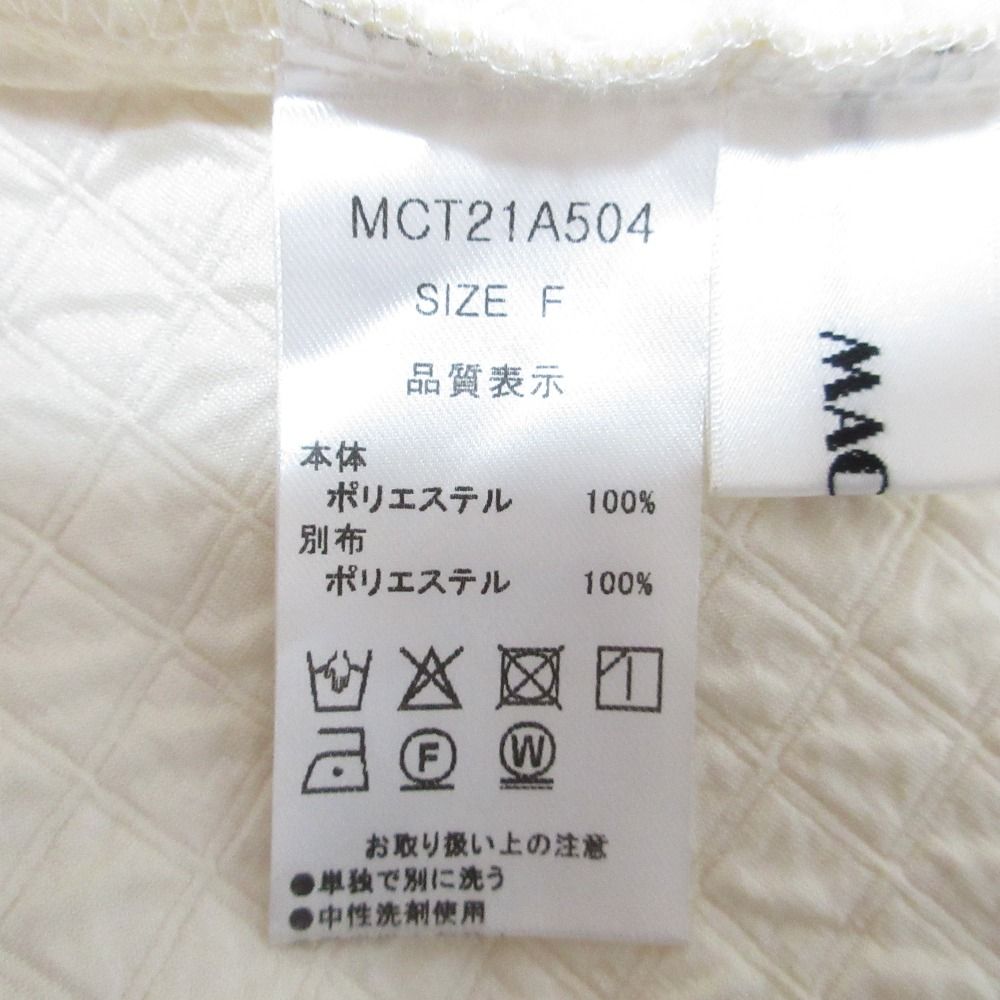 MCT21A504
SIZE F
品質表示
本体
ポリエステル 100%
別布
ポリエステル 100%
F W
お取り扱い上の注意
●単独で別に洗う
●中性洗剤使用
MAC